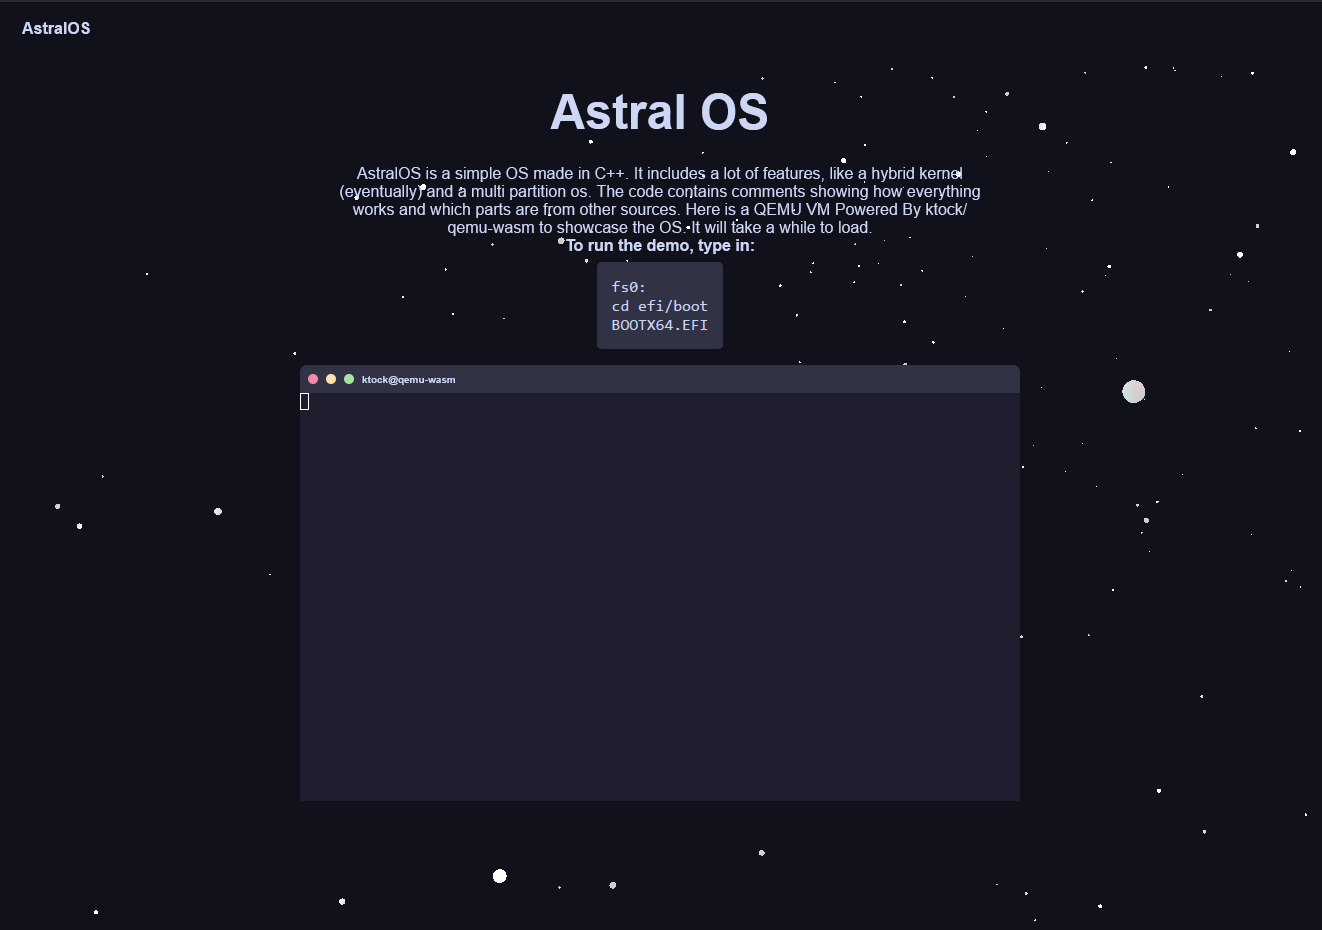 AstralOS
Astral OS
AstralOS is a simple OS made in C++. It includes a lot of features, like a hybrid kernel
(eventually) and a multi partition os. The code contains comments showing how everything
works and which parts are from other sources. Here is a QEMU VM Powered By ktock/
qemu-wasm to showcase the OS. It will take a while to load.
To run the demo, type in:
fs0:
cd efi/boot
BOOTX64.EFI
ktock@qemu-wasm